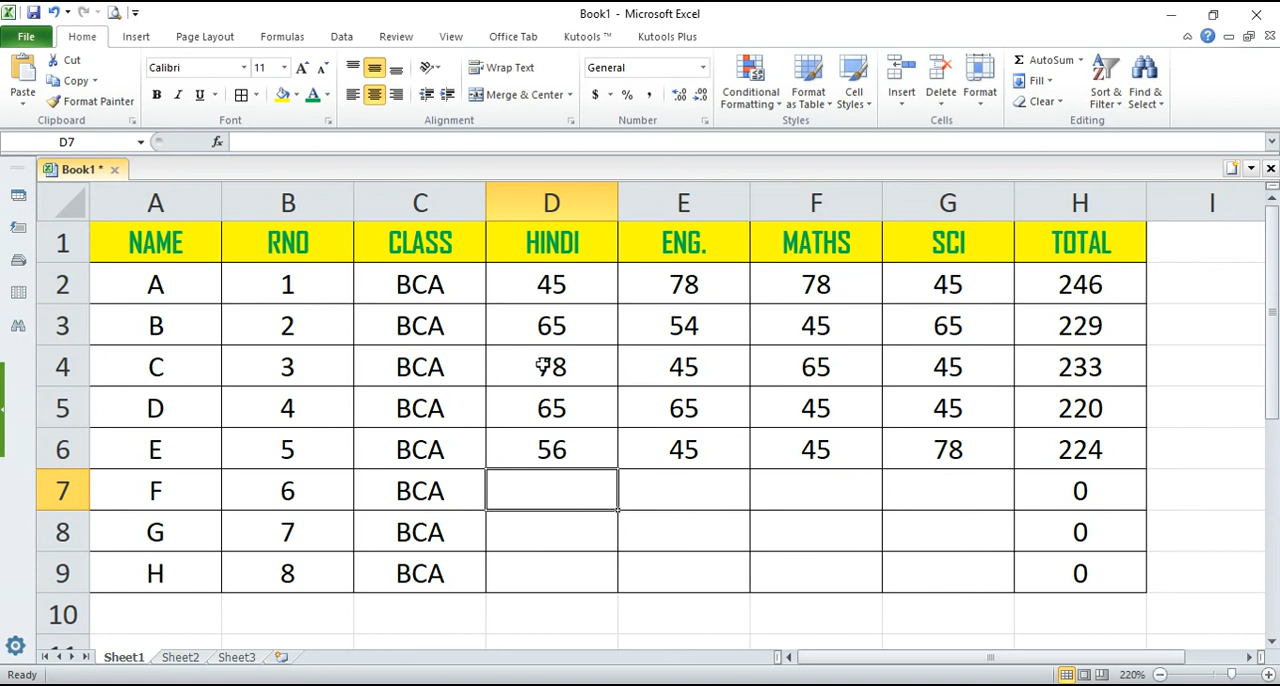 Book1 - Microsoft Excel
File Home Insert Page Layout Formulas Data Review View Office Tab Kutools ™ Kutools Plus
Paste Cut Copy Format Painter Clipboard
Calibri 11 B I U A Font
Wrap Text Merge & Center Alignment
General $ % , Number
Conditional Formatting Format as Table Cell Styles Styles
Insert Delete Format Cells
Σ AutoSum Fill Clear Sort & Filter Find & Select Editing
D7 fx
Book1 *
A B C D E F G H I
1 NAME RNO CLASS HINDI ENG. MATHS SCI TOTAL
2 A 1 BCA 45 78 78 45 246
3 B 2 BCA 65 54 45 65 229
4 C 3 BCA 78 45 65 45 233
5 D 4 BCA 65 65 45 45 220
6 E 5 BCA 56 45 45 78 224
7 F 6 BCA 0
8 G 7 BCA 0
9 H 8 BCA 0
10
Sheet1 Sheet2 Sheet3
Ready 220%